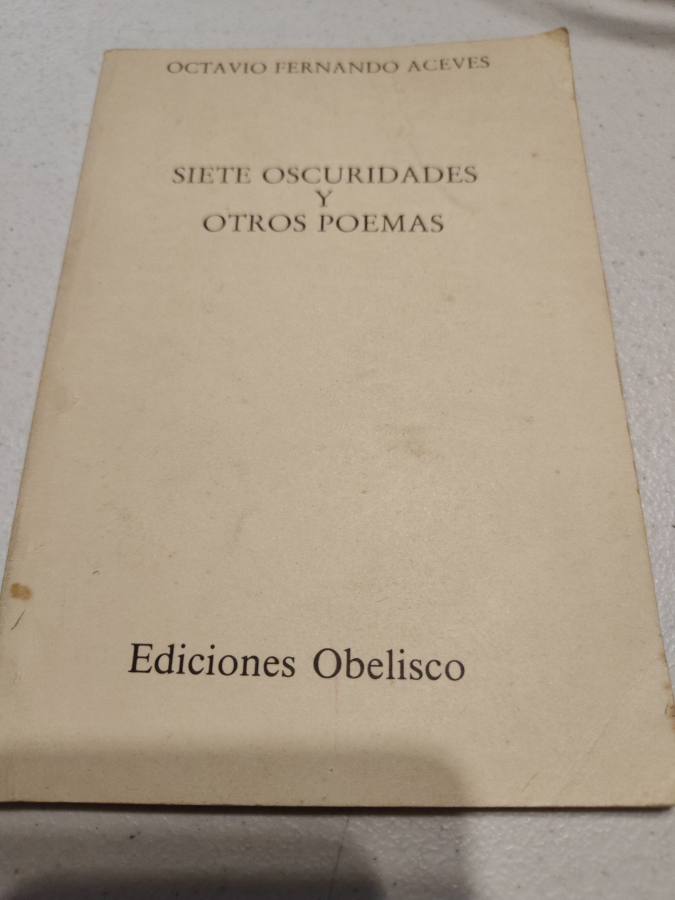 OCTAVIO FERNANDO ACEVES
SIETE OSCURIDADES
Y
OTROS POEMAS
Ediciones Obelisco